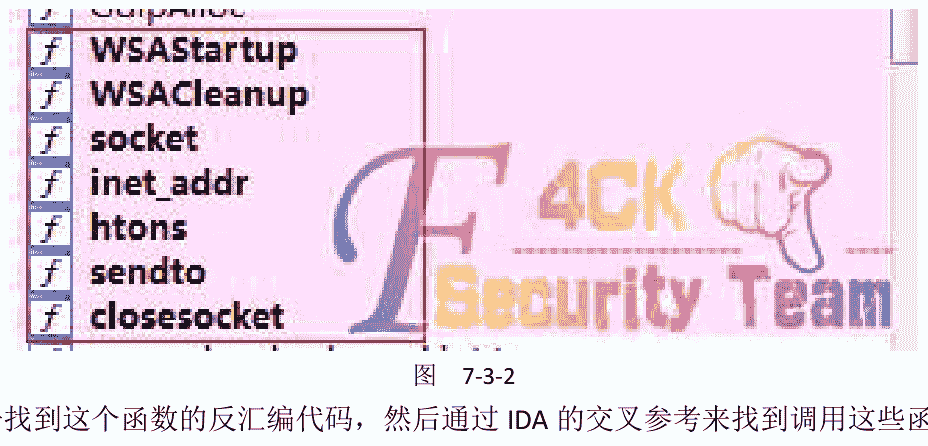 WSAStartup
WSACleanup
socket
inet_addr
htons
sendto
closesocket
F 4CK
Security Team
图 7-3-2
找到这个函数的反汇编代码，然后通过 IDA 的交叉参考来找到调用这些函